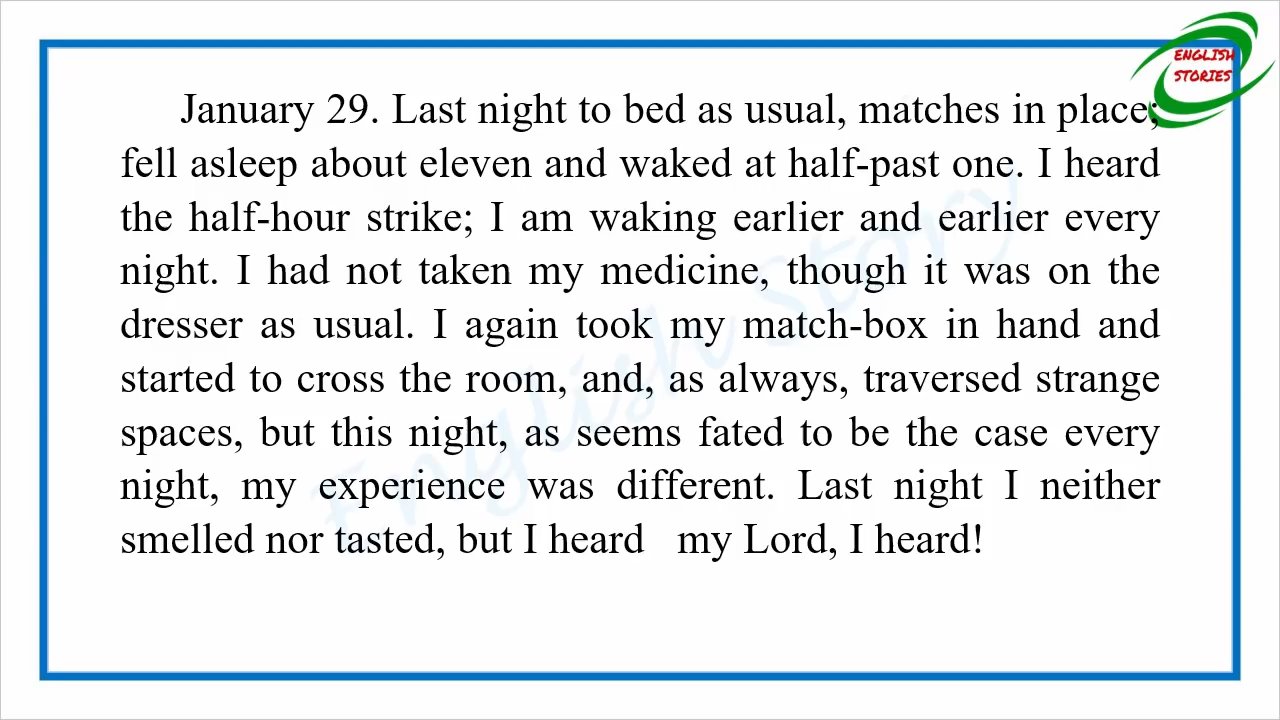 ENGLISH
STORIES
January 29. Last night to bed as usual, matches in place;
fell asleep about eleven and waked at half-past one. I heard
the half-hour strike; I am waking earlier and earlier every
night. I had not taken my medicine, though it was on the
dresser as usual. I again took my match-box in hand and
started to cross the room, and, as always, traversed strange
spaces, but this night, as seems fated to be the case every
night, my experience was different. Last night I neither
smelled nor tasted, but I heard my Lord, I heard!
English Story